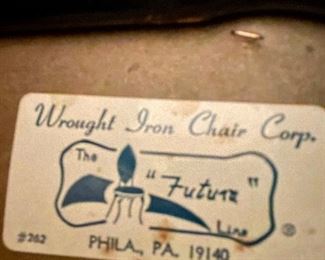 Wrought Iron Chair Corp.
The
"Future"
Line ®
#262
PHILA., PA. 19140